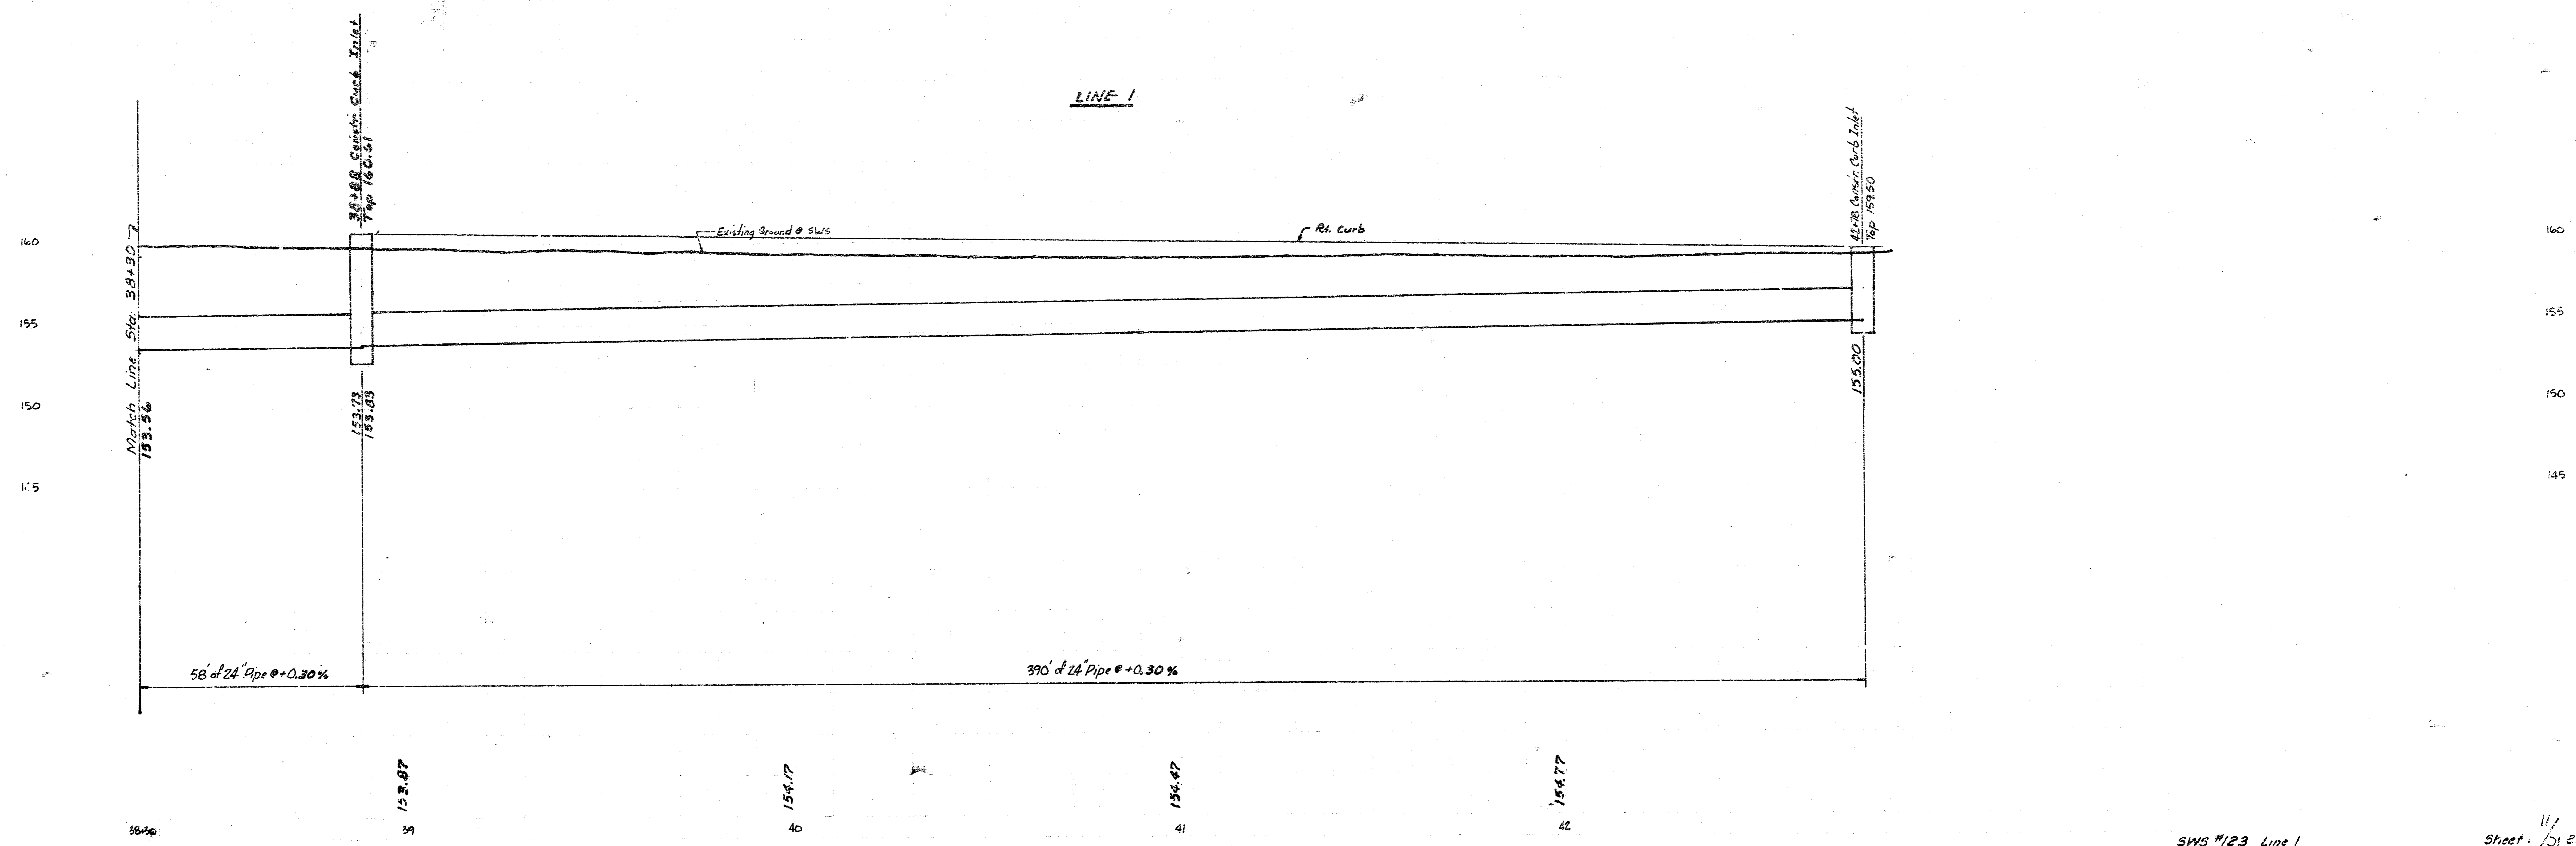 LINE 1
38+88 Constr. Curb Inlet
Top 160.61
42+78 Constr. Curb Inlet
Top 159.50
Existing Ground @ SWS
Rt. Curb
160
155
150
160
155
150
145
Match Line Sta. 38+30
153.56
153.73
153.83
155.00
58' of 24" Pipe @ +0.30%
390' of 24" Pipe @ +0.30%
153.87
154.17
154.47
154.77
38+30
39
40
41
42
SWS #123 Line 1
Sheet 11/